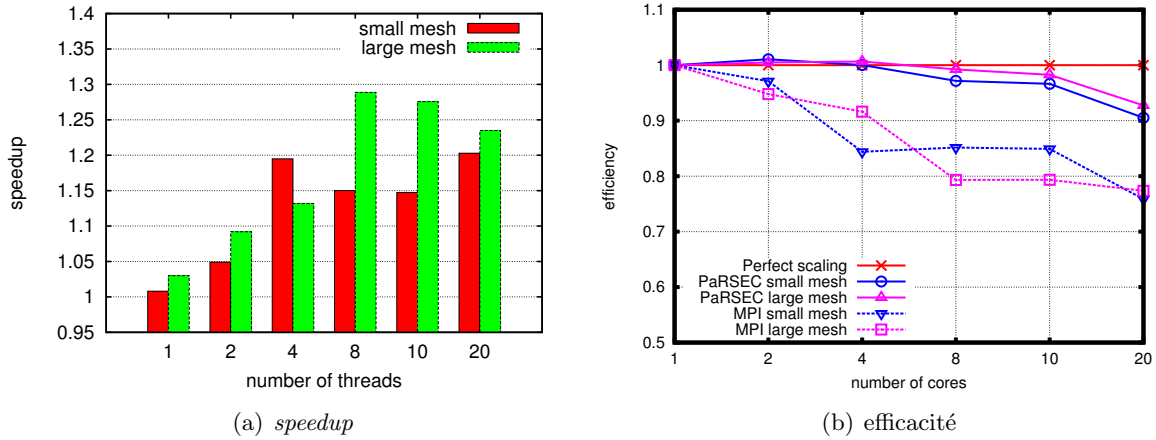 1.4
1.35
1.3
1.25
1.2
1.15
1.1
1.05
1
0.95
speedup
small mesh
large mesh
1 2 4 8 10 20
number of threads
(a) speedup
1.1
1
0.9
0.8
0.7
0.6
0.5
efficiency
Perfect scaling
PaRSEC small mesh
PaRSEC large mesh
MPI small mesh
MPI large mesh
1 2 4 8 10 20
number of cores
(b) efficacité